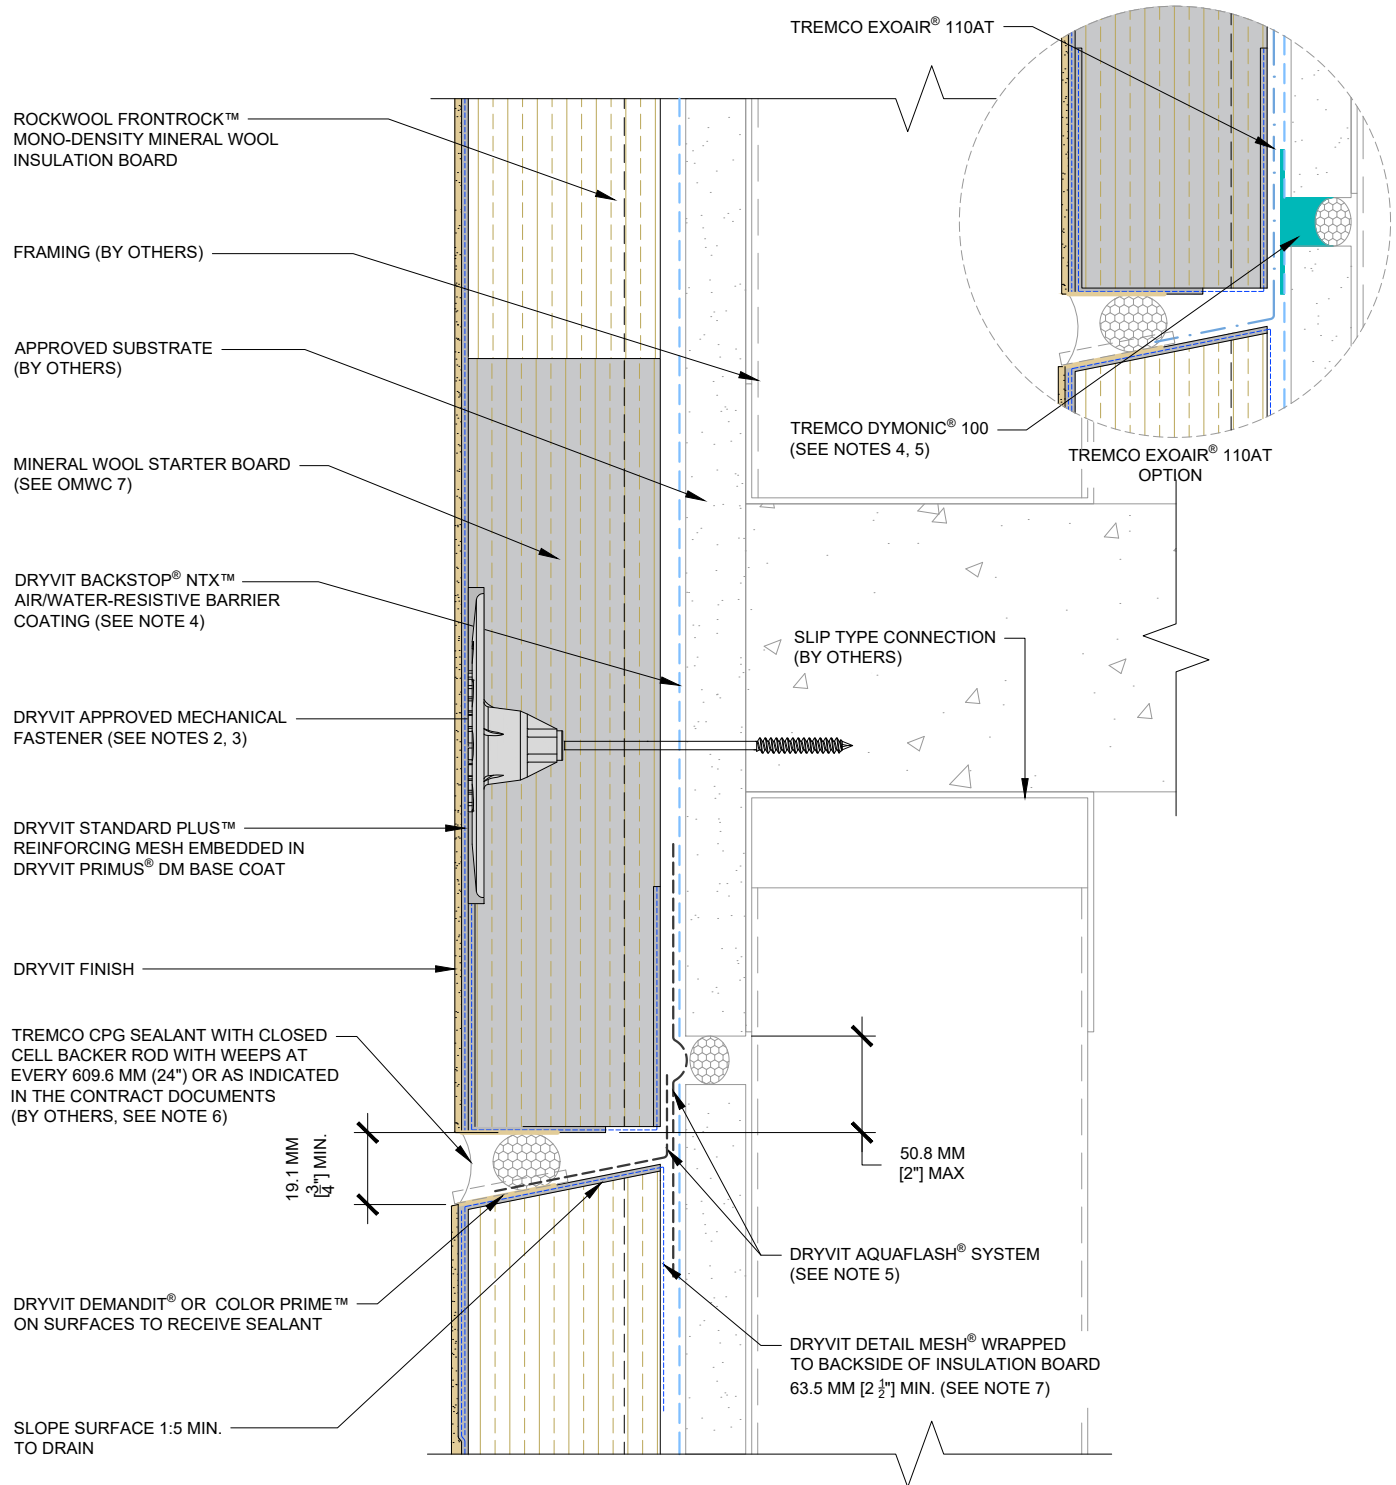 ROCKWOOL FRONTROCK™
MONO-DENSITY MINERAL WOOL
INSULATION BOARD
FRAMING (BY OTHERS)
APPROVED SUBSTRATE
(BY OTHERS)
MINERAL WOOL STARTER BOARD
(SEE OMWC 7)
DRYVIT BACKSTOP® NTX™
AIR/WATER-RESISTIVE BARRIER
COATING (SEE NOTE 4)
DRYVIT APPROVED MECHANICAL
FASTENER (SEE NOTES 2, 3)
DRYVIT STANDARD PLUS™
REINFORCING MESH EMBEDDED IN
DRYVIT PRIMUS® DM BASE COAT
DRYVIT FINISH
TREMCO CPG SEALANT WITH CLOSED
CELL BACKER ROD WITH WEEPS AT
EVERY 609.6 MM (24") OR AS INDICATED
IN THE CONTRACT DOCUMENTS
(BY OTHERS, SEE NOTE 6)
19.1 MM
[3/4"] MIN.
DRYVIT DEMANDIT® OR COLOR PRIME™
ON SURFACES TO RECEIVE SEALANT
SLOPE SURFACE 1:5 MIN.
TO DRAIN
TREMCO EXOAIR® 110AT
TREMCO DYMONIC® 100
(SEE NOTES 4, 5)
TREMCO EXOAIR® 110AT
OPTION
SLIP TYPE CONNECTION
(BY OTHERS)
50.8 MM
[2"] MAX
DRYVIT AQUAFLASH® SYSTEM
(SEE NOTE 5)
DRYVIT DETAIL MESH® WRAPPED
TO BACKSIDE OF INSULATION BOARD
63.5 MM [2 1/2"] MIN. (SEE NOTE 7)